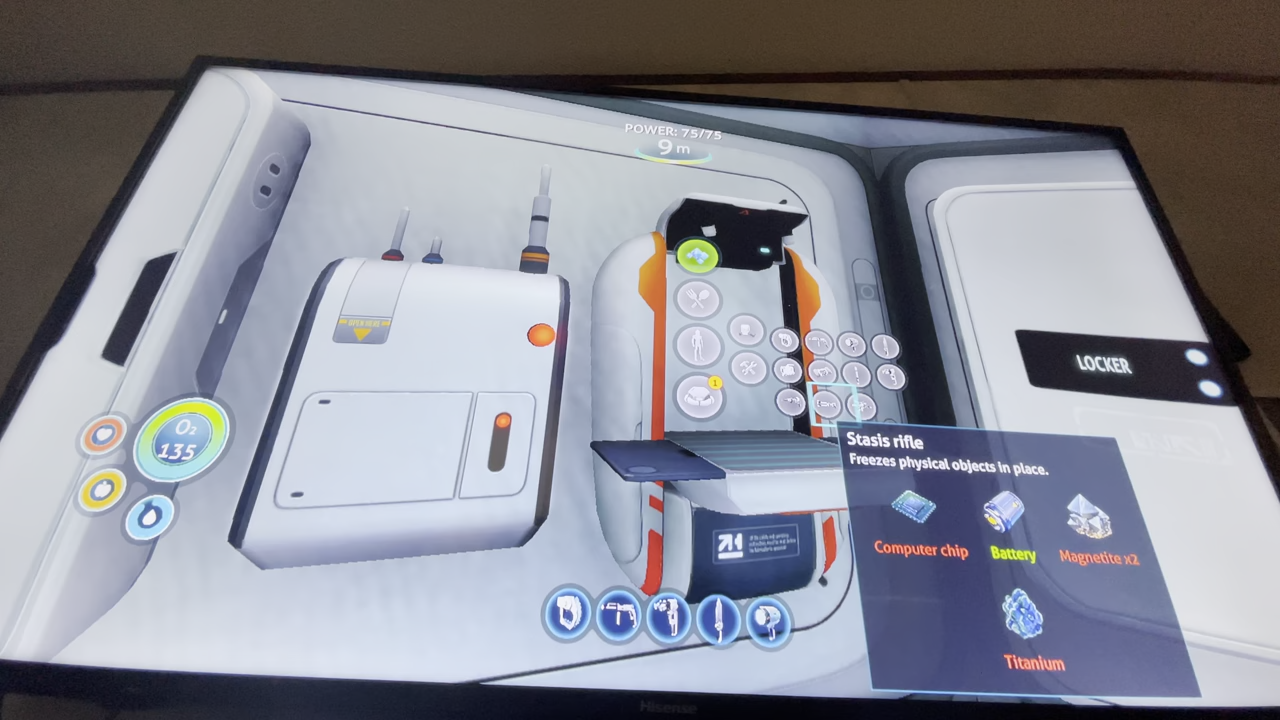 POWER: 75/75
9 m
LOCKER
O₂
135
1
Stasis rifle
Freezes physical objects in place.
Computer chip
Battery
Magnetite x2
Titanium
Hisense